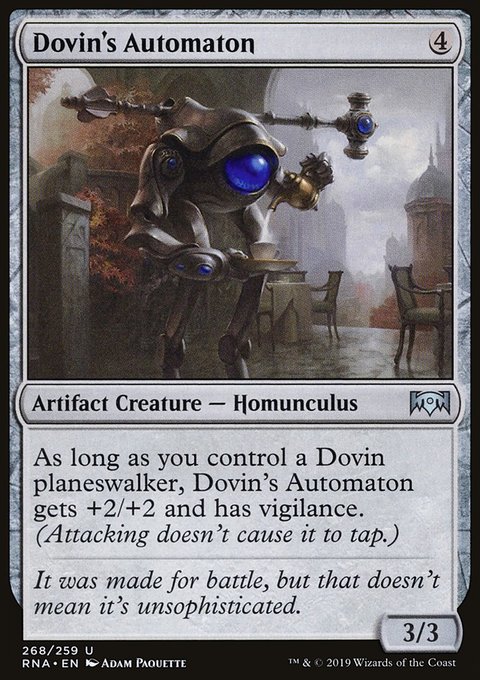 Dovin's Automaton 4
Artifact Creature — Homunculus
As long as you control a Dovin
planeswalker, Dovin's Automaton
gets +2/+2 and has vigilance.
(Attacking doesn't cause it to tap.)
It was made for battle, but that doesn't
mean it's unsophisticated.
3/3
268/259 U
RNA • EN Adam Paquette
™ & © 2019 Wizards of the Coast